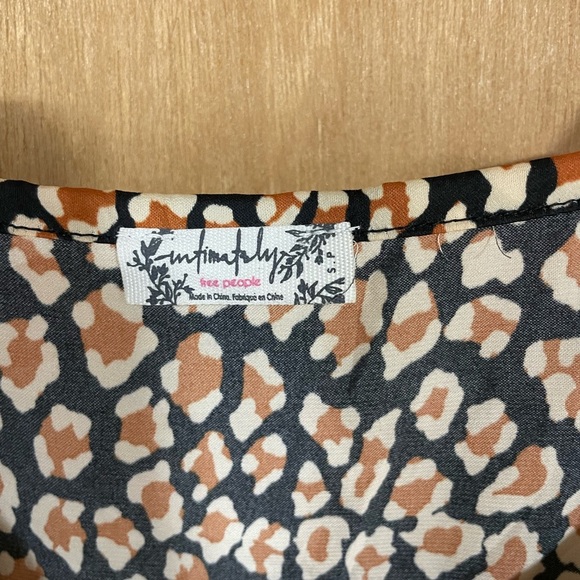 intimately
free people
Made in China. Fabriqué en Chine
S P